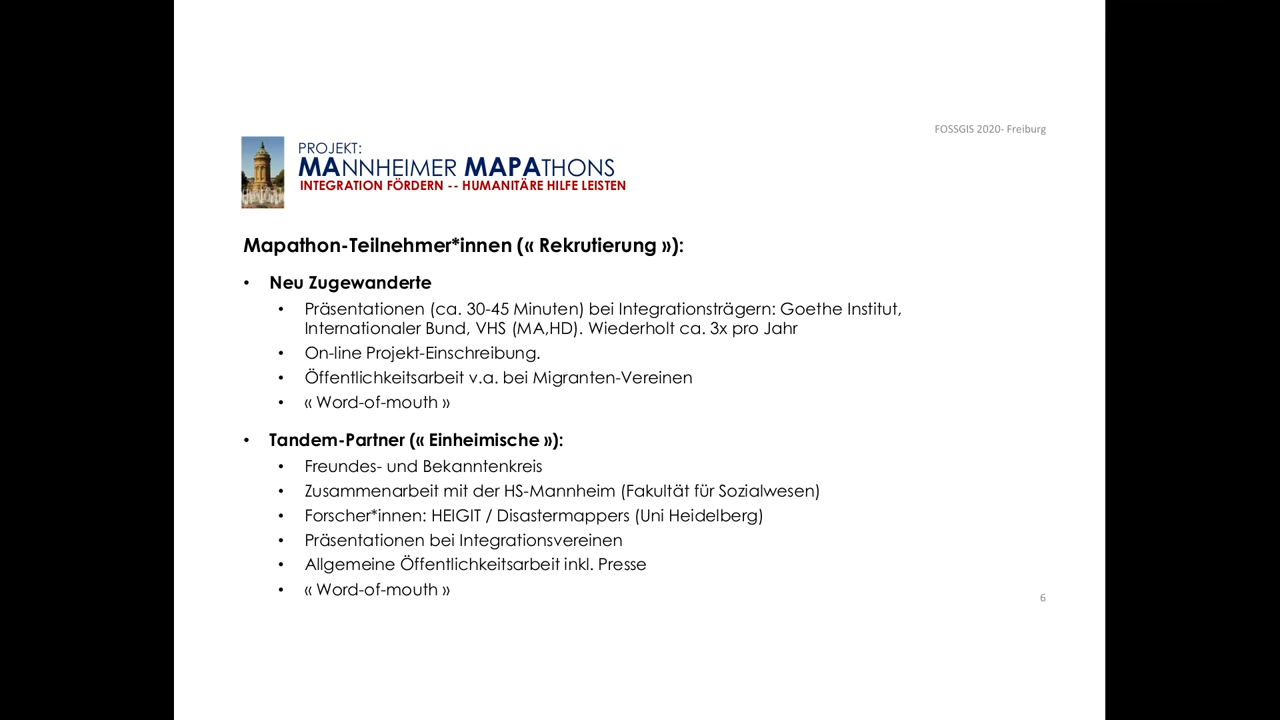 FOSSGIS 2020- Freiburg
PROJEKT:
MANNHEIMER MAPATHONS
INTEGRATION FÖRDERN -- HUMANITÄRE HILFE LEISTEN
Mapathon-Teilnehmer*innen (« Rekrutierung »):
• Neu Zugewanderte
• Präsentationen (ca. 30-45 Minuten) bei Integrationsträgern: Goethe Institut,
Internationaler Bund, VHS (MA,HD). Wiederholt ca. 3x pro Jahr
• On-line Projekt-Einschreibung.
• Öffentlichkeitsarbeit v.a. bei Migranten-Vereinen
• « Word-of-mouth »
• Tandem-Partner (« Einheimische »):
• Freundes- und Bekanntenkreis
• Zusammenarbeit mit der HS-Mannheim (Fakultät für Sozialwesen)
• Forscher*innen: HEIGIT / Disastermappers (Uni Heidelberg)
• Präsentationen bei Integrationsvereinen
• Allgemeine Öffentlichkeitsarbeit inkl. Presse
• « Word-of-mouth »
6